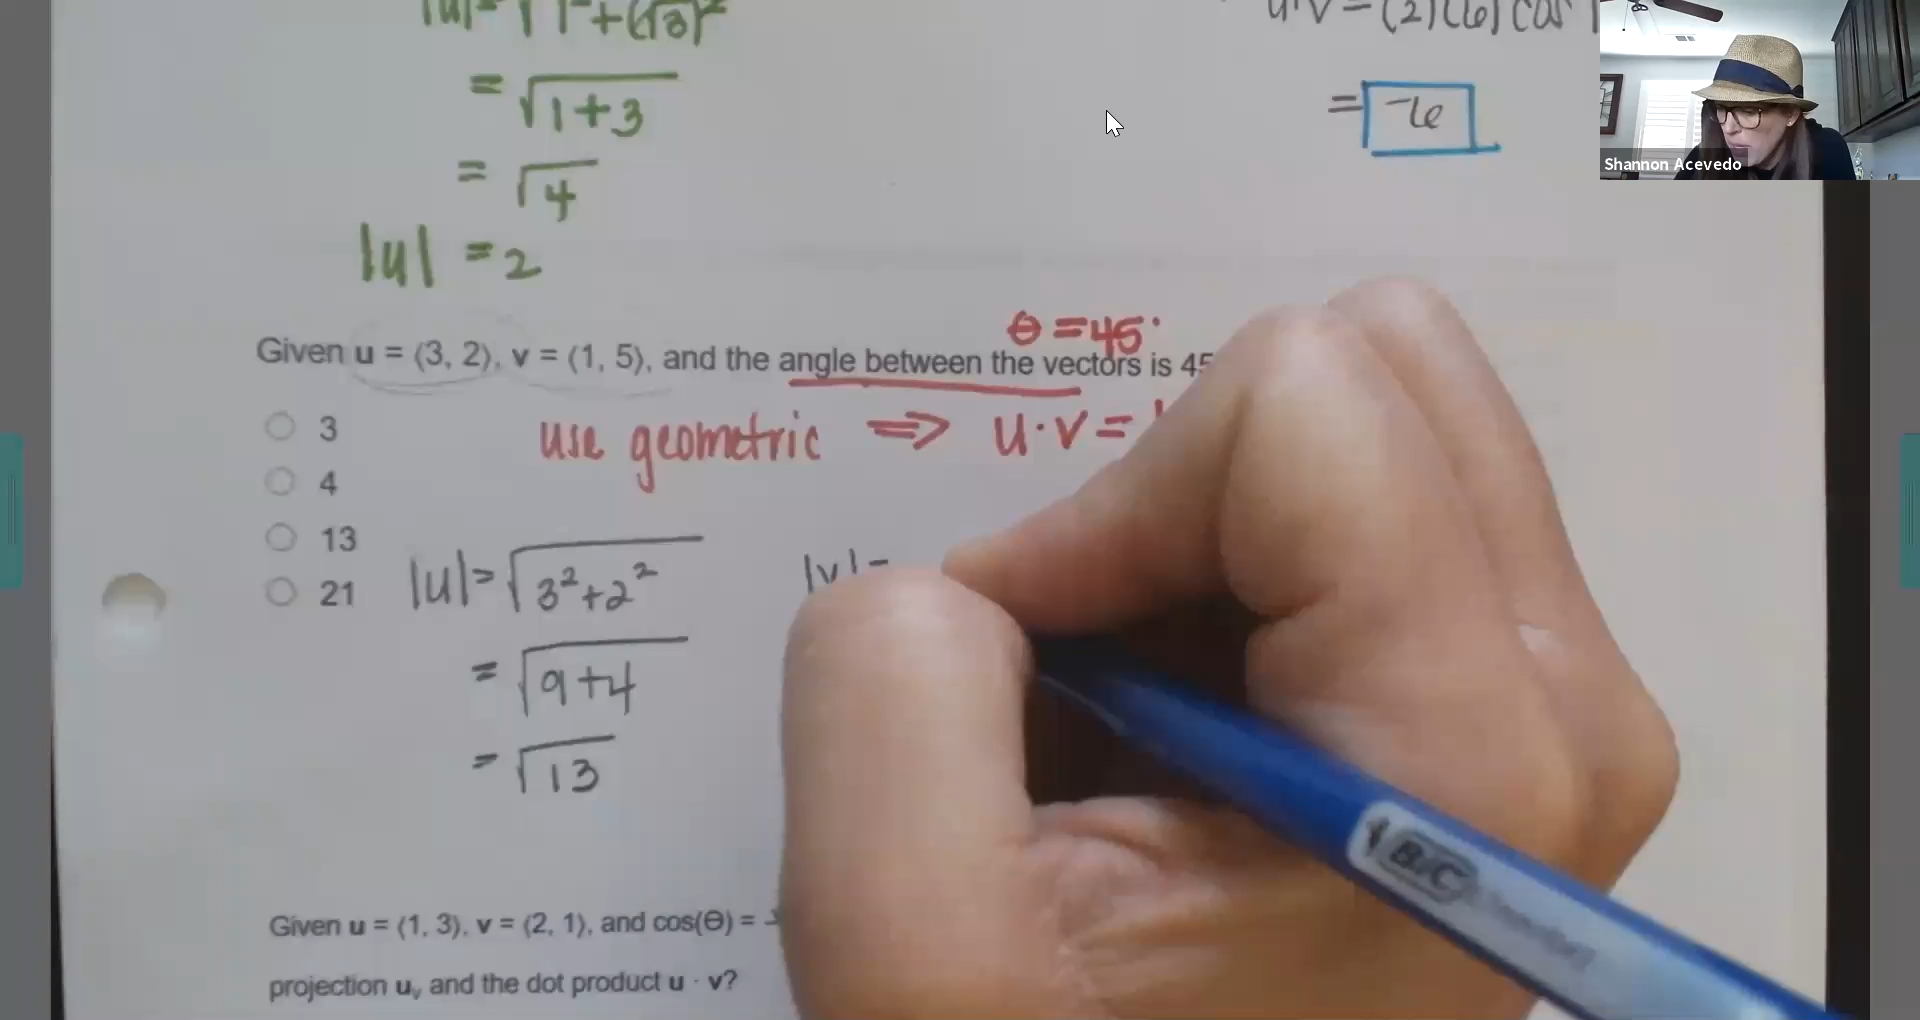 |u| = √1² + (√3)²
u·v = (2)(6) cos
= √1+3
= -6
Shannon Acevedo
= √4
|u| = 2
θ = 45°
Given u = ⟨3, 2⟩, v = ⟨1, 5⟩, and the angle between the vectors is 45
3
use geometric ⟹ u·v =
4
13
|u| = √3²+2²
|v| =
21
= √9+4
= √13
BiC
Given u = ⟨1, 3⟩, v = ⟨2, 1⟩, and cos(Θ) =
projection uᵥ and the dot product u · v?